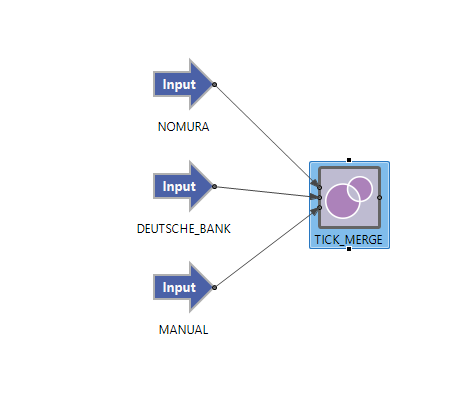 Input
NOMURA
Input
DEUTSCHE_BANK
TICK_MERGE
Input
MANUAL